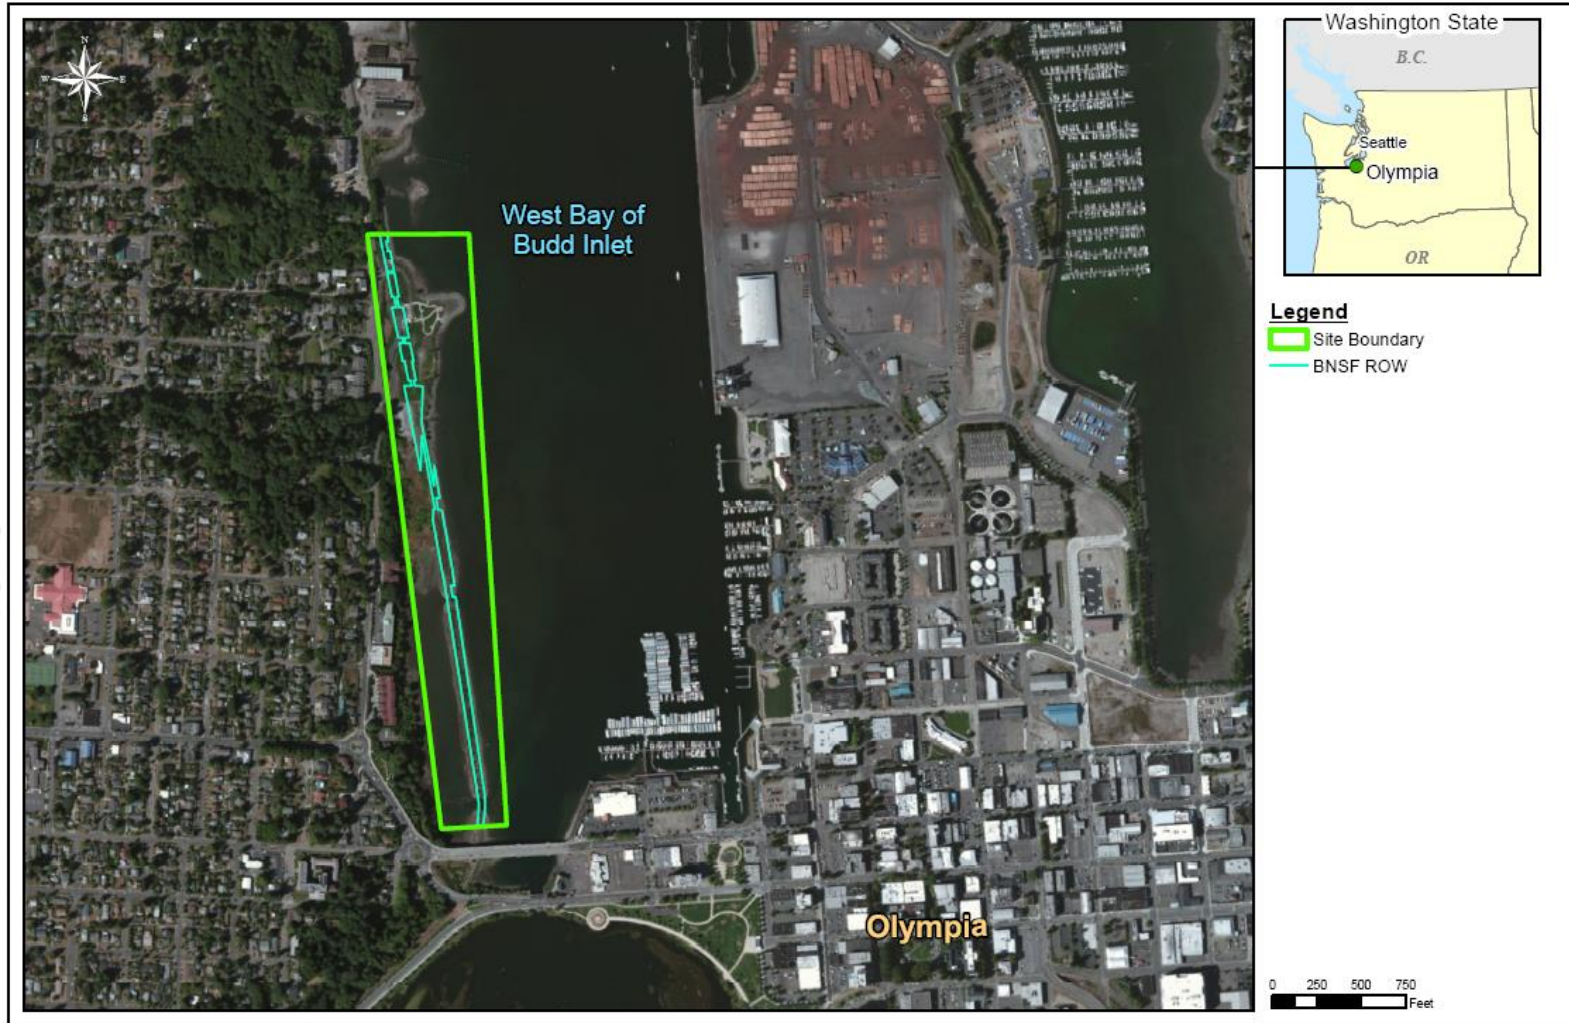 N
W E
S
West Bay of
Budd Inlet
Olympia
Washington State
B.C.
Seattle
Olympia
OR
Legend
Site Boundary
BNSF ROW
0 250 500 750
Feet